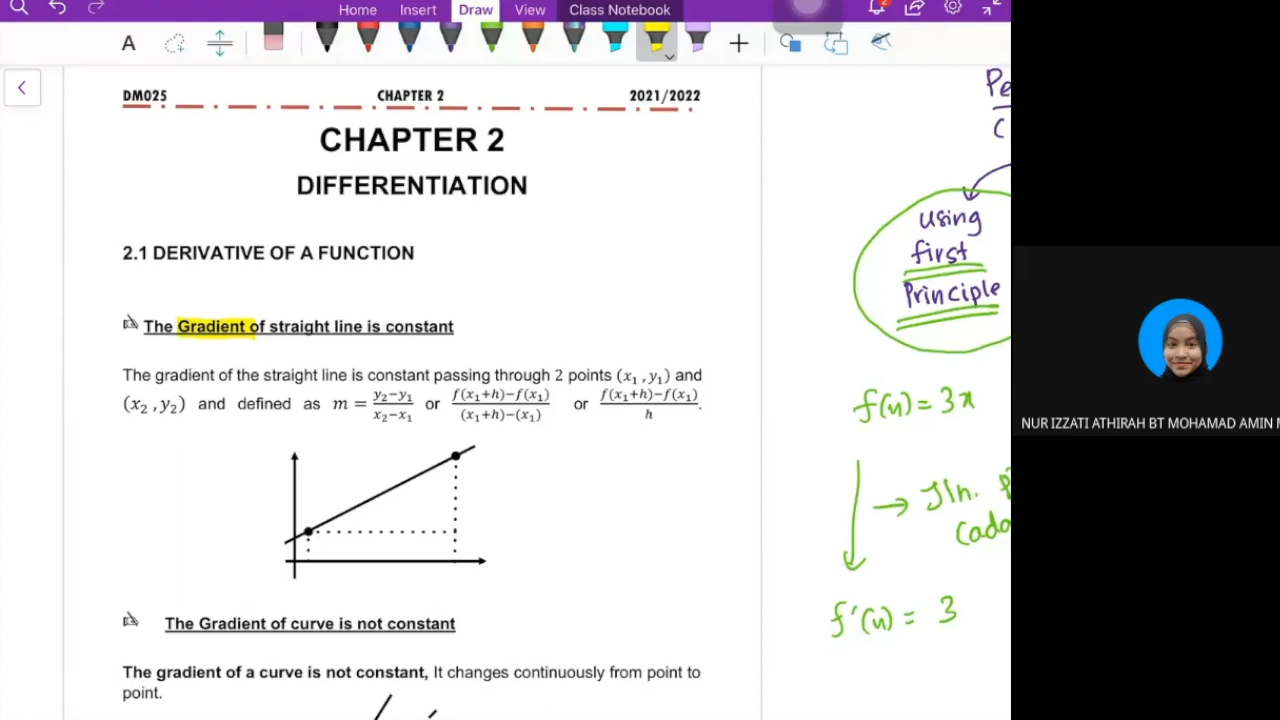 Home Insert Draw View Class Notebook
2
A
DM025 CHAPTER 2 2021/2022
CHAPTER 2
DIFFERENTIATION
2.1 DERIVATIVE OF A FUNCTION
The Gradient of straight line is constant
The gradient of the straight line is constant passing through 2 points (x₁ , y₁) and
(x₂ , y₂) and defined as m = y₂−y₁/x₂−x₁ or f(x₁+h)−f(x₁)/(x₁+h)−(x₁) or f(x₁+h)−f(x₁)/h.
The Gradient of curve is not constant
The gradient of a curve is not constant, It changes continuously from point to
point.
using
first
Principle
f(x) = 3x
→ Jln.
f'(x) = 3
NUR IZZATI ATHIRAH BT MOHAMAD AMIN